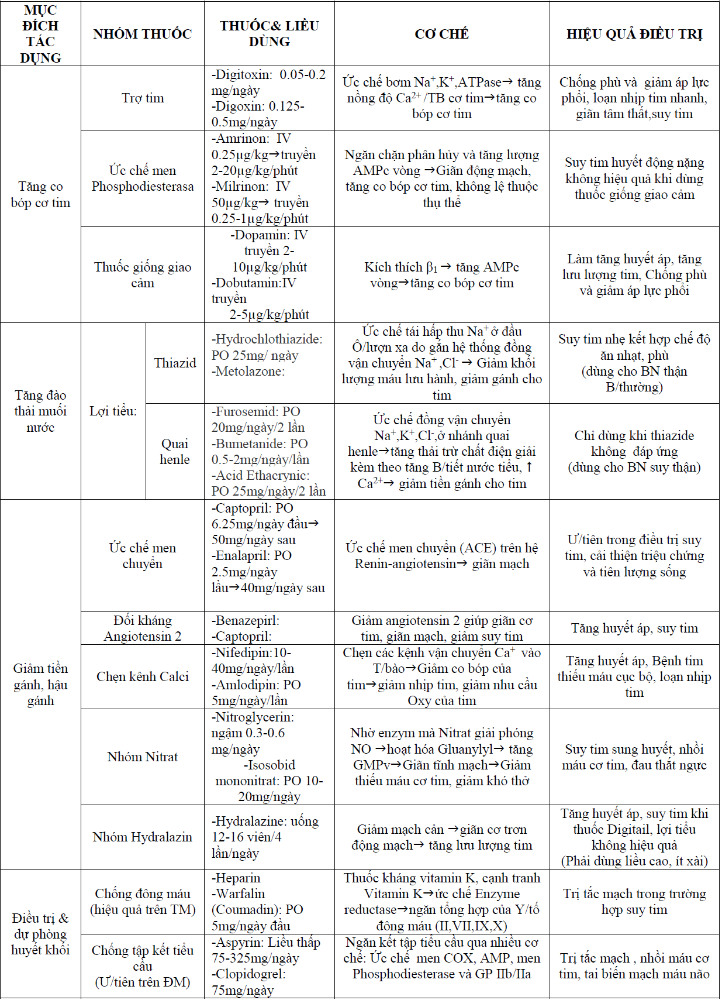 MỤC
ĐÍCH
TÁC
DỤNG
NHÓM THUỐC
THUỐC& LIỀU
DÙNG
CƠ CHẾ
HIỆU QUẢ ĐIỀU TRỊ
Tăng co
bóp cơ tim
Trợ tim
-Digitoxin: 0.05-0.2
mg/ngày
-Digoxin: 0.125-
0.5mg/ngày
Ức chế bơm Na⁺,K⁺,ATPase→ tăng
nồng độ Ca²⁺ /TB cơ tim→tăng co
bóp cơ tim
Chống phù và giảm áp lực
phổi, loạn nhịp tim nhanh,
giãn tâm thất,suy tim
Ức chế men
Phosphodiesterasa
-Amrinon: IV
0.25µg/kg→truyền
2-20µg/kg/phút
-Milrinon: IV
50µg/kg→ truyền
0.25-1µg/kg/phút
Ngăn chặn phân hủy và tăng lượng
AMPc vòng →Giãn động mạch,
tăng co bóp cơ tim, không lệ thuộc
thụ thể
Suy tim huyết động nặng
không hiệu quả khi dùng
thuốc giống giao cảm
Thuốc giống giao
cảm
-Dopamin: IV
truyền 2-
10µg/kg/phút
-Dobutamin:IV
truyền
2-5µg/kg/phút
Kích thích β₁ → tăng AMPc
vòng→tăng co bóp cơ tim
Làm tăng huyết áp, tăng
lưu lượng tim, Chống phù
và giảm áp lực phổi
Tăng đào
thải muối
nước
Lợi tiểu:
Thiazid
-Hydrochlothiazide:
PO 25mg/ ngày
-Metolazone:
Ức chế tái hấp thu Na⁺ ở đầu
Ô/lượn xa do gắn hệ thống đồng
vận chuyển Na⁺ ,Cl⁻ → Giảm khối
lượng máu lưu hành, giảm gánh cho
tim
Suy tim nhẹ kết hợp chế độ
ăn nhạt, phù
(dùng cho BN thận
B/thường)
Quai
henle
-Furosemid: PO
20mg/ngày/2 lần
-Bumetanide: PO
0.5-2mg/ngày/lần
-Acid Ethacrynic:
PO 25mg/ngày/2 lần
Ức chế đồng vận chuyển
Na⁺,K⁺,Cl⁻,ở nhánh quai
henle→tăng thải trừ chất điện giải
kèm theo tăng B/tiết nước tiểu, ↑
Ca²⁺→ giảm tiền gánh cho tim
Chỉ dùng khi thiazide
không đáp ứng
(dùng cho BN suy thận)
Giảm tiền
gánh, hậu
gánh
Ức chế men
chuyển
-Captopril: PO
6.25mg/ngày đầu→
50mg/ngày sau
-Enalapril: PO
2.5mg/ngày
lầu→40mg/ngày sau
Ức chế men chuyển (ACE) trên hệ
Renin-angiotensin→ giãn mạch
Ư/tiên trong điều trị suy
tim, cải thiện triệu chứng
và tiên lượng sống
Đối kháng
Angiotensin 2
-Benazepirl:
-Captopril:
Giảm angiotensin 2 giúp giãn cơ
tim, giãn mạch, giảm suy tim
Tăng huyết áp, suy tim
Chẹn kênh Calci
-Nifedipin:10-
40mg/ngày/lần
-Amlodipin: PO
5mg/ngày/lần
Chẹn các kênh vận chuyển Ca⁺ vào
T/bào→Giảm co bóp của
tim→giảm nhịp tim, giảm nhu cầu
Oxy của tim
Tăng huyết áp, Bệnh tim
thiếu máu cục bộ, loạn nhịp
tim
Nhóm Nitrat
-Nitroglycerin:
ngậm 0.3-0.6
mg/ngày
-Isosobid
mononitrat: PO 10-
20mg/ngày
Nhờ enzym mà Nitrat giải phóng
NO →hoạt hóa Gluanylyl→ tăng
GMPv→Giãn tĩnh mạch→Giảm
thiếu máu cơ tim, giảm khó thở
Suy tim sung huyết, nhồi
máu cơ tim, đau thắt ngực
Nhóm Hydralazin
-Hydralazine: uống
12-16 viên/4
lần/ngày
Giảm mạch cản →giãn cơ trơn
động mạch→ tăng lưu lượng tim
Tăng huyết áp, suy tim khi
thuốc Digitail, lợi tiểu
không hiệu quả
(Phải dùng liều cao, ít xài)
Điều trị &
dự phòng
huyết khối
Chống đông máu
(hiệu quả trên TM)
-Heparin
-Warfalin
(Coumadin): PO
5mg/ngày đầu
Thuốc kháng vitamin K, cạnh tranh
Vitamin K→ức chế Enzyme
reductase→ngăn tổng hợp của Y/tố
đông máu (II,VII,IX,X)
Trị tắc mạch trong trường
hợp suy tim
Chống tập kết tiểu
cầu
(Ư/tiên trên ĐM)
-Aspyrin: Liều thấp
75-325mg/ngày
-Clopidogrel:
75mg/ngày
Ngăn kết tập tiểu cầu qua nhiều cơ
chế: Ức chế men COX, AMP, men
Phosphodiesterase và GP IIb/IIa
Trị tắc mạch , nhồi máu cơ
tim, tai biến mạch máu não